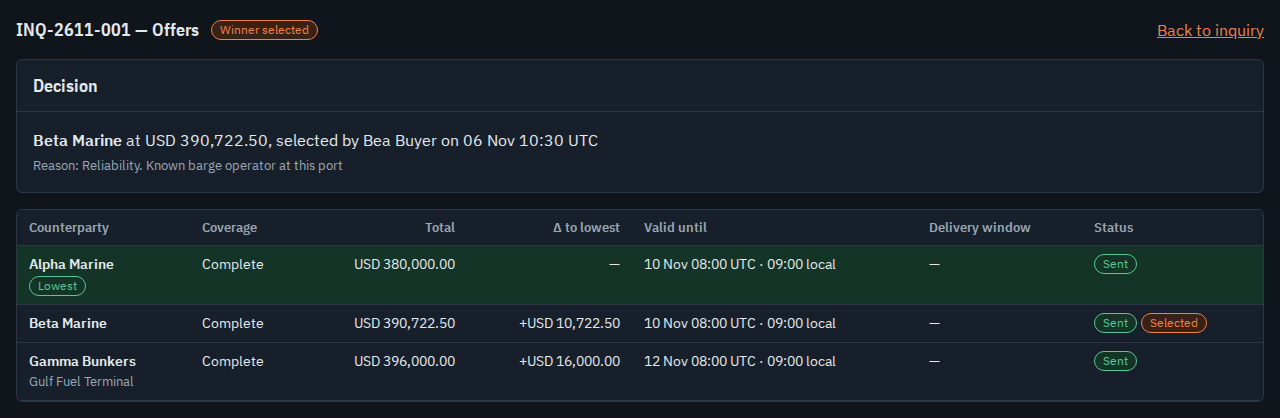 INQ-2611-001 — Offers Winner selected Back to inquiry
Decision
Beta Marine at USD 390,722.50, selected by Bea Buyer on 06 Nov 10:30 UTC
Reason: Reliability. Known barge operator at this port
Counterparty Coverage Total Δ to lowest Valid until Delivery window Status
Alpha Marine Complete USD 380,000.00 — 10 Nov 08:00 UTC · 09:00 local — Sent
Lowest
Beta Marine Complete USD 390,722.50 +USD 10,722.50 10 Nov 08:00 UTC · 09:00 local — Sent Selected
Gamma Bunkers Complete USD 396,000.00 +USD 16,000.00 12 Nov 08:00 UTC · 09:00 local — Sent
Gulf Fuel Terminal